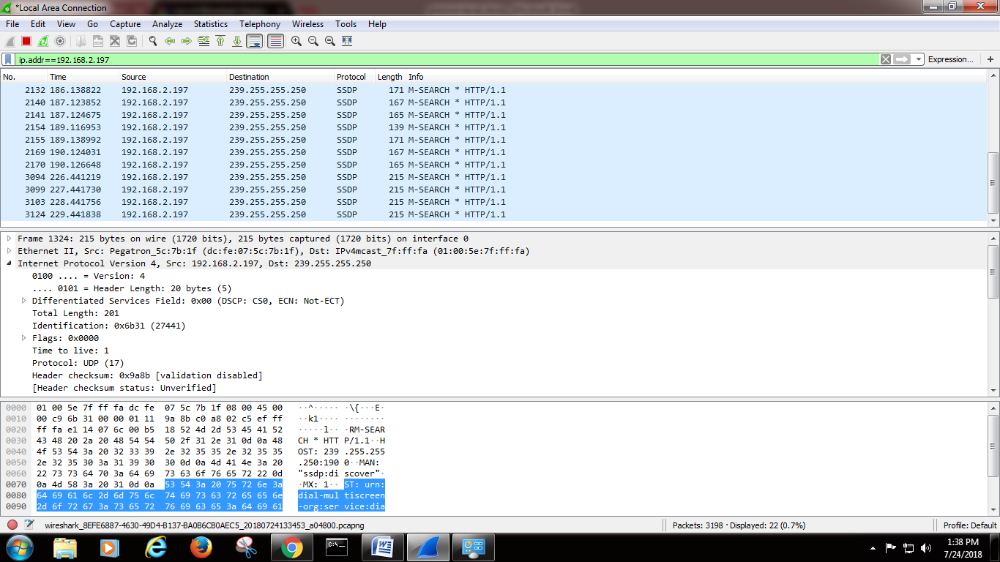 *Local Area Connection
File Edit View Go Capture Analyze Statistics Telephony Wireless Tools Help
ip.addr==192.168.2.197 Expression... +
No. Time Source Destination Protocol Length Info
2132 186.138822 192.168.2.197 239.255.255.250 SSDP 171 M-SEARCH * HTTP/1.1
2140 187.123852 192.168.2.197 239.255.255.250 SSDP 167 M-SEARCH * HTTP/1.1
2141 187.124675 192.168.2.197 239.255.255.250 SSDP 165 M-SEARCH * HTTP/1.1
2154 189.116953 192.168.2.197 239.255.255.250 SSDP 139 M-SEARCH * HTTP/1.1
2155 189.138992 192.168.2.197 239.255.255.250 SSDP 171 M-SEARCH * HTTP/1.1
2169 190.124031 192.168.2.197 239.255.255.250 SSDP 167 M-SEARCH * HTTP/1.1
2170 190.126648 192.168.2.197 239.255.255.250 SSDP 165 M-SEARCH * HTTP/1.1
3094 226.441219 192.168.2.197 239.255.255.250 SSDP 215 M-SEARCH * HTTP/1.1
3099 227.441730 192.168.2.197 239.255.255.250 SSDP 215 M-SEARCH * HTTP/1.1
3103 228.441756 192.168.2.197 239.255.255.250 SSDP 215 M-SEARCH * HTTP/1.1
3124 229.441838 192.168.2.197 239.255.255.250 SSDP 215 M-SEARCH * HTTP/1.1
Frame 1324: 215 bytes on wire (1720 bits), 215 bytes captured (1720 bits) on interface 0
Ethernet II, Src: Pegatron_5c:7b:1f (dc:fe:07:5c:7b:1f), Dst: IPv4mcast_7f:ff:fa (01:00:5e:7f:ff:fa)
Internet Protocol Version 4, Src: 192.168.2.197, Dst: 239.255.255.250
0100 .... = Version: 4
.... 0101 = Header Length: 20 bytes (5)
Differentiated Services Field: 0x00 (DSCP: CS0, ECN: Not-ECT)
Total Length: 201
Identification: 0x6b31 (27441)
Flags: 0x0000
Time to live: 1
Protocol: UDP (17)
Header checksum: 0x9a8b [validation disabled]
[Header checksum status: Unverified]
0000 01 00 5e 7f ff fa dc fe 07 5c 7b 1f 08 00 45 00 ··^····· ·\{···E·
0010 00 c9 6b 31 00 00 01 11 9a 8b c0 a8 02 c5 ef ff ··k1···· ········
0020 ff fa e1 14 07 6c 00 b5 18 52 4d 2d 53 45 41 52 ·····l·· ·RM-SEAR
0030 43 48 20 2a 20 48 54 54 50 2f 31 2e 31 0d 0a 48 CH * HTT P/1.1··H
0040 4f 53 54 3a 20 32 33 39 2e 32 35 35 2e 32 35 35 OST: 239 .255.255
0050 2e 32 35 30 3a 31 39 30 30 0d 0a 4d 41 4e 3a 20 .250:190 0··MAN:
0060 22 73 73 64 70 3a 64 69 73 63 6f 76 65 72 22 0d "ssdp:di scover"·
0070 0a 4d 58 3a 20 31 0d 0a 53 54 3a 20 75 72 6e 3a ·MX: 1·· ST: urn:
0080 64 69 61 6c 2d 6d 75 6c 74 69 73 63 72 65 65 6e dial-mul tiscreen
0090 2d 6f 72 67 3a 73 65 72 76 69 63 65 3a 64 69 61 -org:ser vice:dia
wireshark_8EFE6887-4630-49D4-B137-BA0B6CB0AEC5_20180724133453_a04800.pcapng Packets: 3198 · Displayed: 22 (0.7%) Profile: Default
1:38 PM
7/24/2018